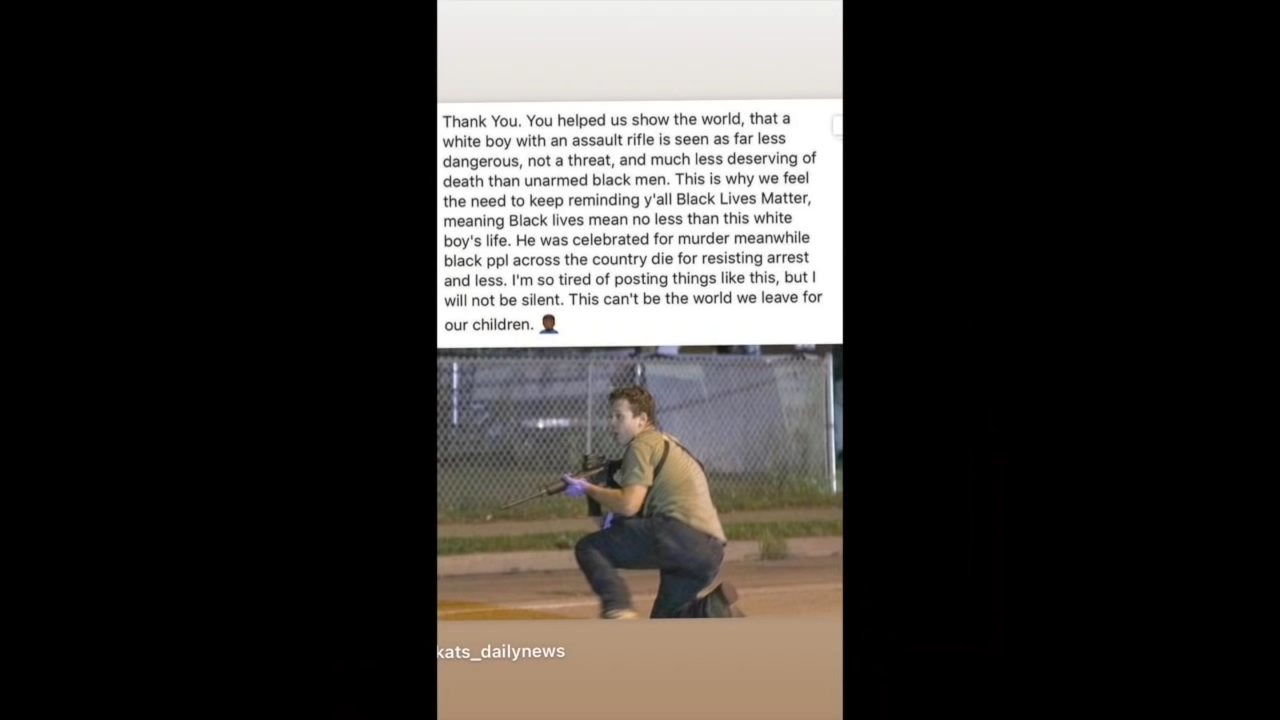 Thank You. You helped us show the world, that a
white boy with an assault rifle is seen as far less
dangerous, not a threat, and much less deserving of
death than unarmed black men. This is why we feel
the need to keep reminding y'all Black Lives Matter,
meaning Black lives mean no less than this white
boy's life. He was celebrated for murder meanwhile
black ppl across the country die for resisting arrest
and less. I'm so tired of posting things like this, but I
will not be silent. This can't be the world we leave for
our children. 🤦🏾‍♂️
kats_dailynews